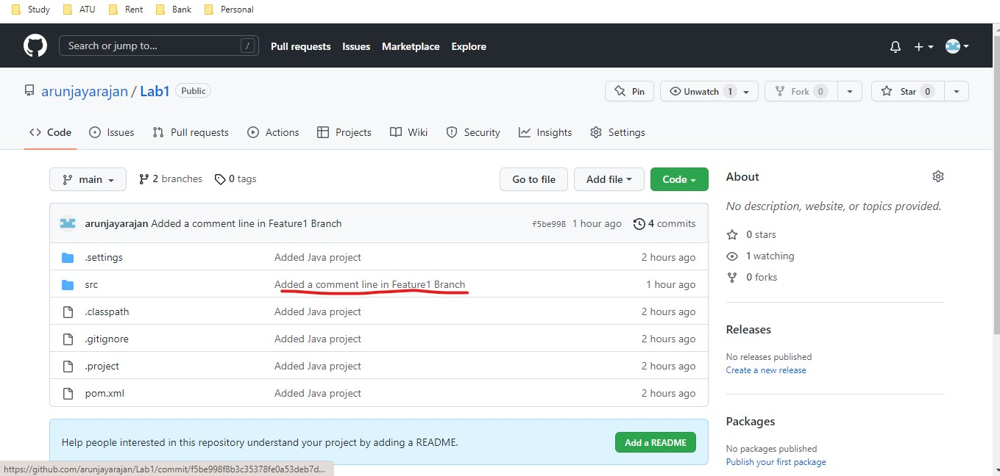 Study ATU Rent Bank Personal
Search or jump to... / Pull requests Issues Marketplace Explore
arunjayarajan / Lab1 Public Pin Unwatch 1 Fork 0 Star 0
Code Issues Pull requests Actions Projects Wiki Security Insights Settings
main 2 branches 0 tags Go to file Add file Code
arunjayarajan Added a comment line in Feature1 Branch f5be998 1 hour ago 4 commits
.settings Added Java project 2 hours ago
src Added a comment line in Feature1 Branch 1 hour ago
.classpath Added Java project 2 hours ago
.gitignore Added Java project 2 hours ago
.project Added Java project 2 hours ago
pom.xml Added Java project 2 hours ago
Help people interested in this repository understand your project by adding a README. Add a README
About
No description, website, or topics provided.
0 stars
1 watching
0 forks
Releases
No releases published
Create a new release
Packages
No packages published
Publish your first package
https://github.com/arunjayarajan/Lab1/commit/f5be998f8b3c35378fe0a53deb7d...